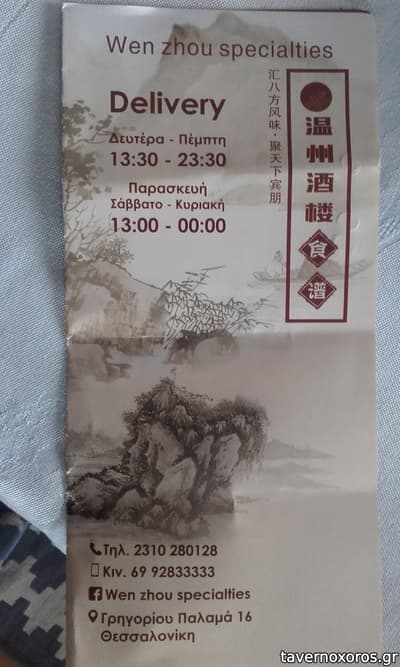 Wen zhou specialties
Delivery
Δευτέρα - Πέμπτη
13:30 - 23:30
Παρασκευή
Σάββατο - Κυριακή
13:00 - 00:00
汇八方风味·聚天下宾朋
温州酒楼
食谱
Τηλ. 2310 280128
Κιν. 69 92833333
Wen zhou specialties
Γρηγορίου Παλαμά 16
Θεσσαλονίκη
tavernoxoros.gr